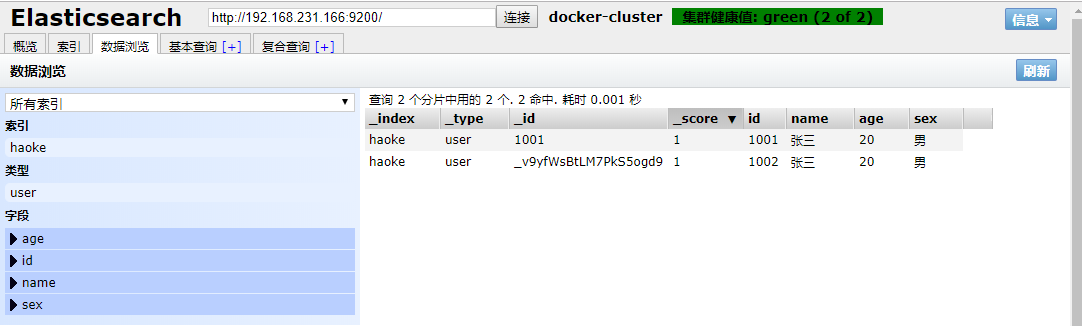 Elasticsearch http://192.168.231.166:9200/ 连接 docker-cluster 集群健康值: green (2 of 2) 信息
概览 索引 数据浏览 基本查询 [+] 复合查询 [+]
数据浏览 刷新
所有索引
索引
haoke
类型
user
字段
age
id
name
sex
查询 2 个分片中用的 2 个. 2 命中. 耗时 0.001 秒
_index _type _id _score ▼ id name age sex
haoke user 1001 1 1001 张三 20 男
haoke user _v9yfWsBtLM7PkS5ogd9 1 1002 张三 20 男